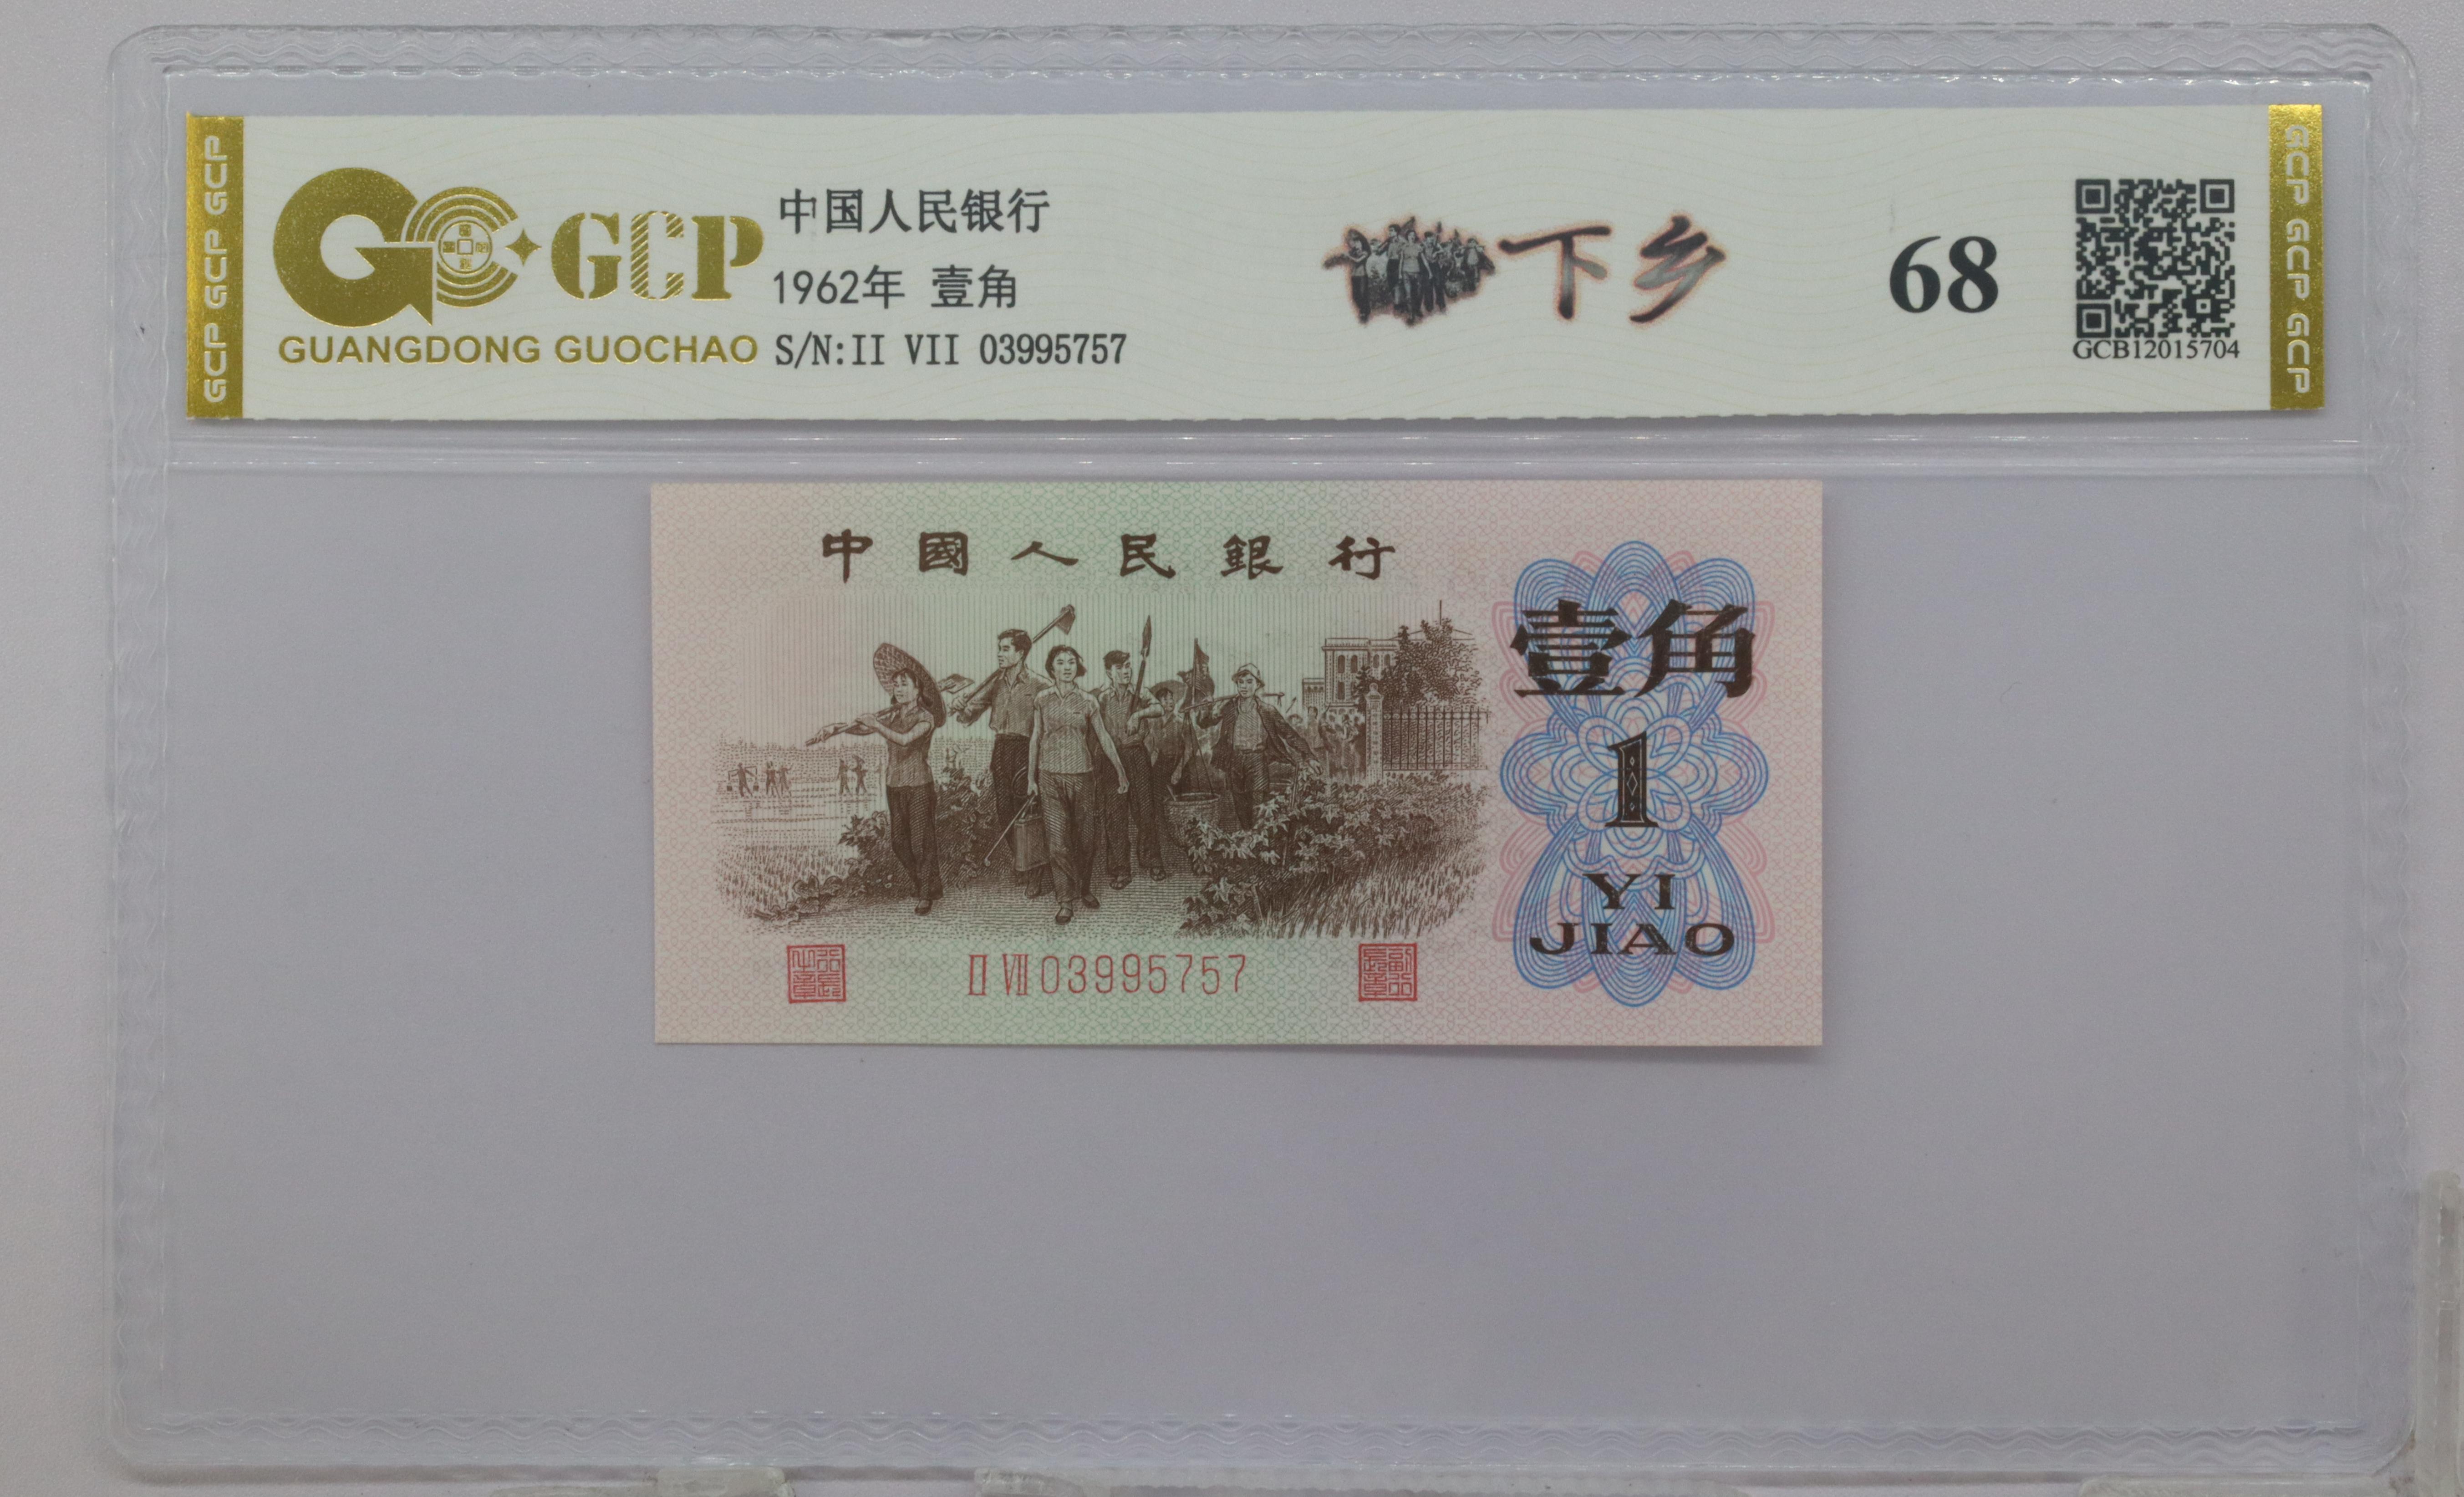 GCP GCP GCP
GCP
GUANGDONG GUOCHAO
中国人民银行
1962年 壹角
S/N:II VII 03995757
下乡
68
GCB12015704
GCP GCP GCP
中國人民銀行
壹角
1
YI
JIAO
II VII 03995757